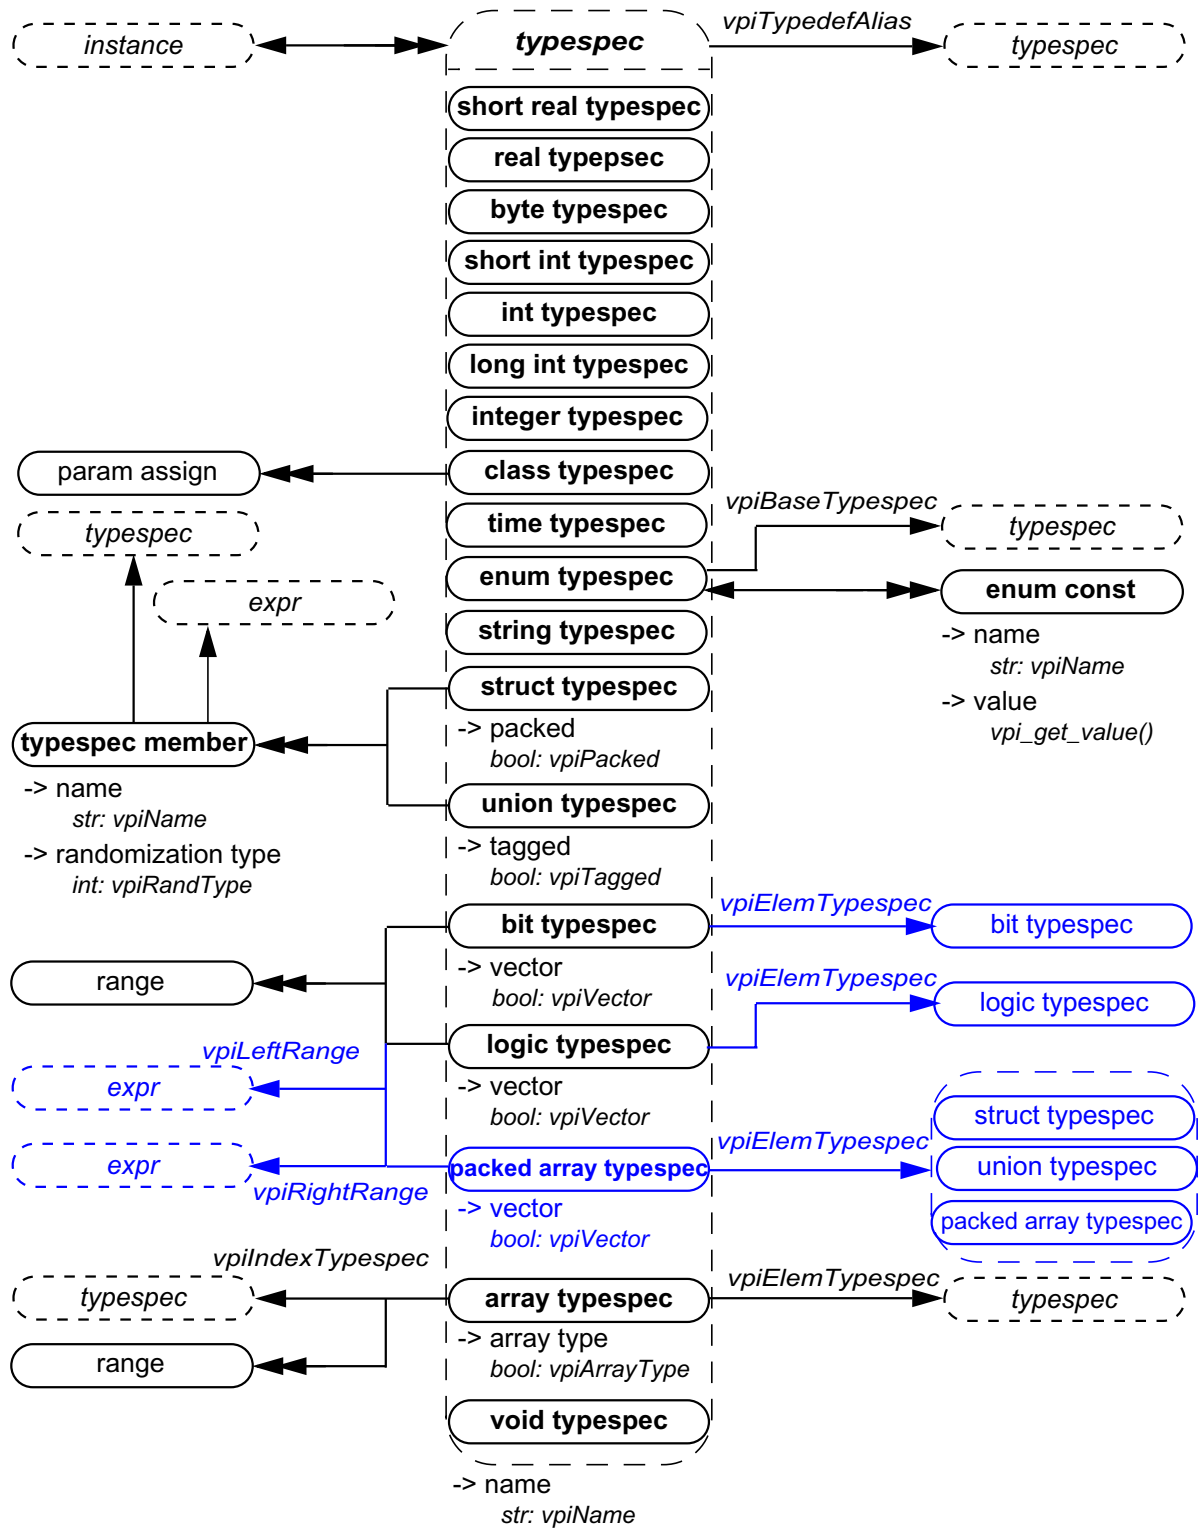 instance
typespec
vpiTypedefAlias
typespec
short real typespec
real typepsec
byte typespec
short int typespec
int typespec
long int typespec
integer typespec
param assign
class typespec
time typespec
vpiBaseTypespec
typespec
typespec
enum typespec
enum const
-> name
str: vpiName
-> value
vpi_get_value()
expr
string typespec
struct typespec
-> packed
bool: vpiPacked
typespec member
-> name
str: vpiName
-> randomization type
int: vpiRandType
union typespec
-> tagged
bool: vpiTagged
bit typespec
-> vector
bool: vpiVector
vpiElemTypespec
bit typespec
range
vpiElemTypespec
logic typespec
logic typespec
-> vector
bool: vpiVector
vpiLeftRange
expr
expr
vpiRightRange
packed array typespec
-> vector
bool: vpiVector
vpiElemTypespec
struct typespec
union typespec
packed array typespec
vpiIndexTypespec
typespec
array typespec
-> array type
bool: vpiArrayType
vpiElemTypespec
typespec
range
void typespec
-> name
str: vpiName